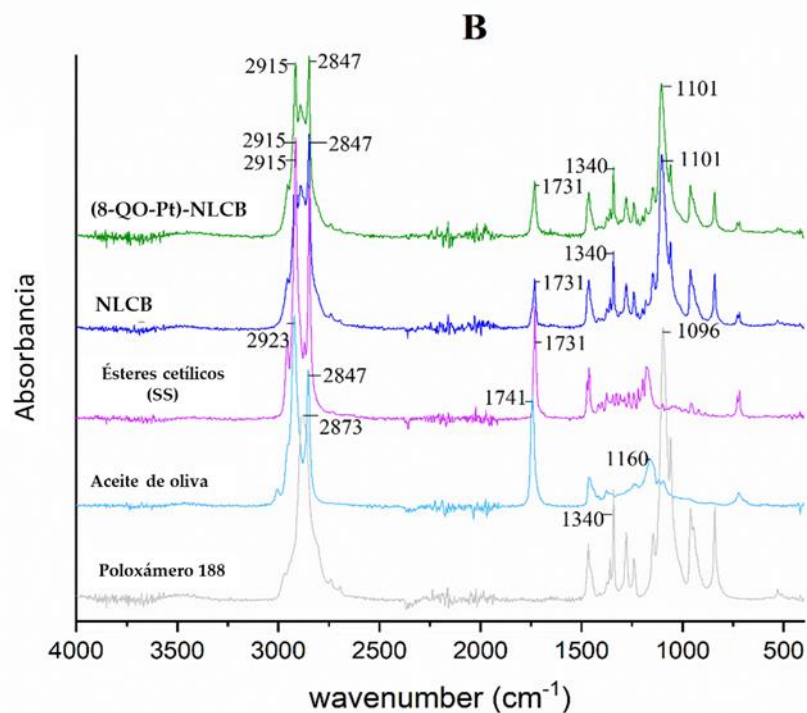 B
2915 2847
2915 1101
2915 2847
1340 1101
1731
(8-QO-Pt)-NLCB
1340
NLCB 1731
2923 1731 1096
Ésteres cetílicos
(SS)
2847
2873 1741
1160
Aceite de oliva
1340
Poloxámero 188
Absorbancia
4000 3500 3000 2500 2000 1500 1000 500
wavenumber (cm-1)